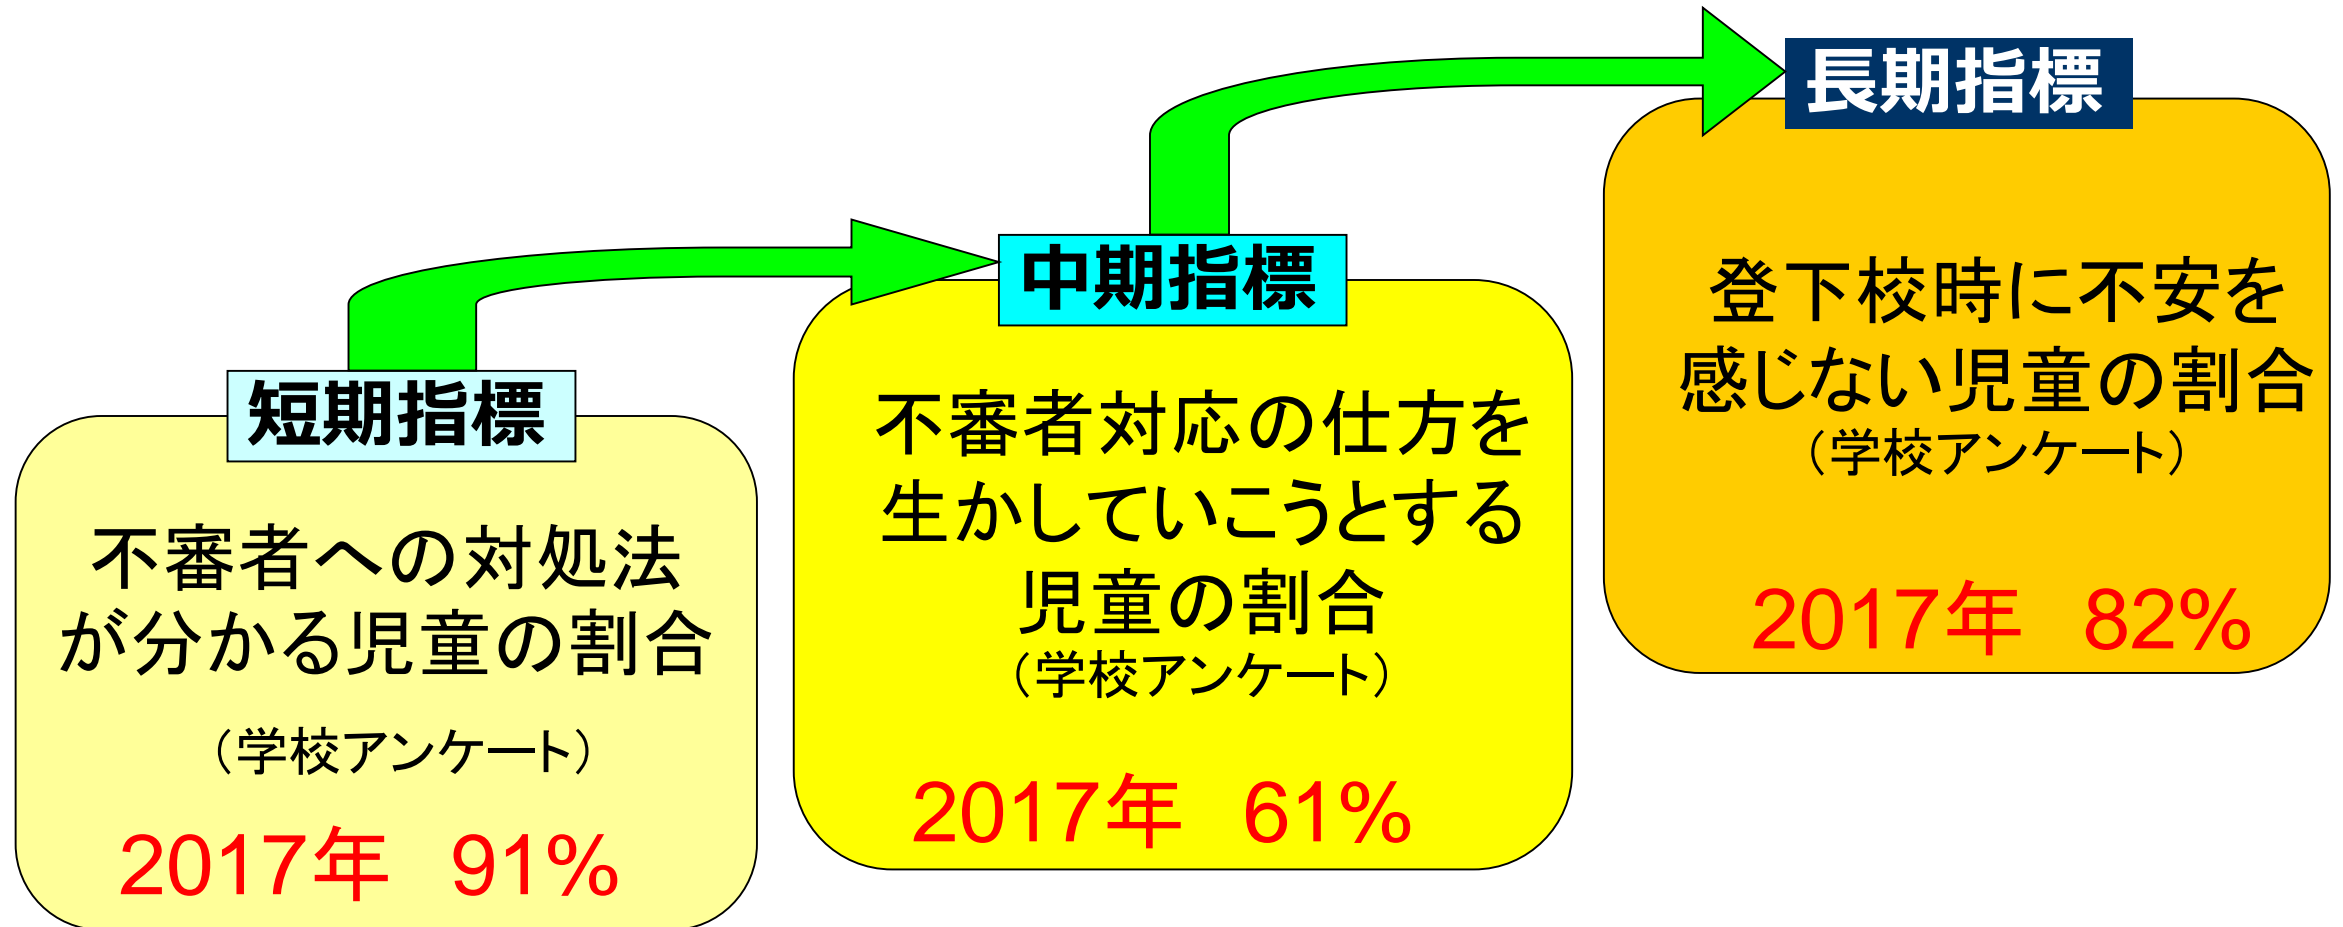 短期指標
不審者への対処法
が分かる児童の割合
（学校アンケート）
2017年 91%
中期指標
不審者対応の仕方を
生かしていこうとする
児童の割合
（学校アンケート）
2017年 61%
長期指標
登下校時に不安を
感じない児童の割合
（学校アンケート）
2017年 82%